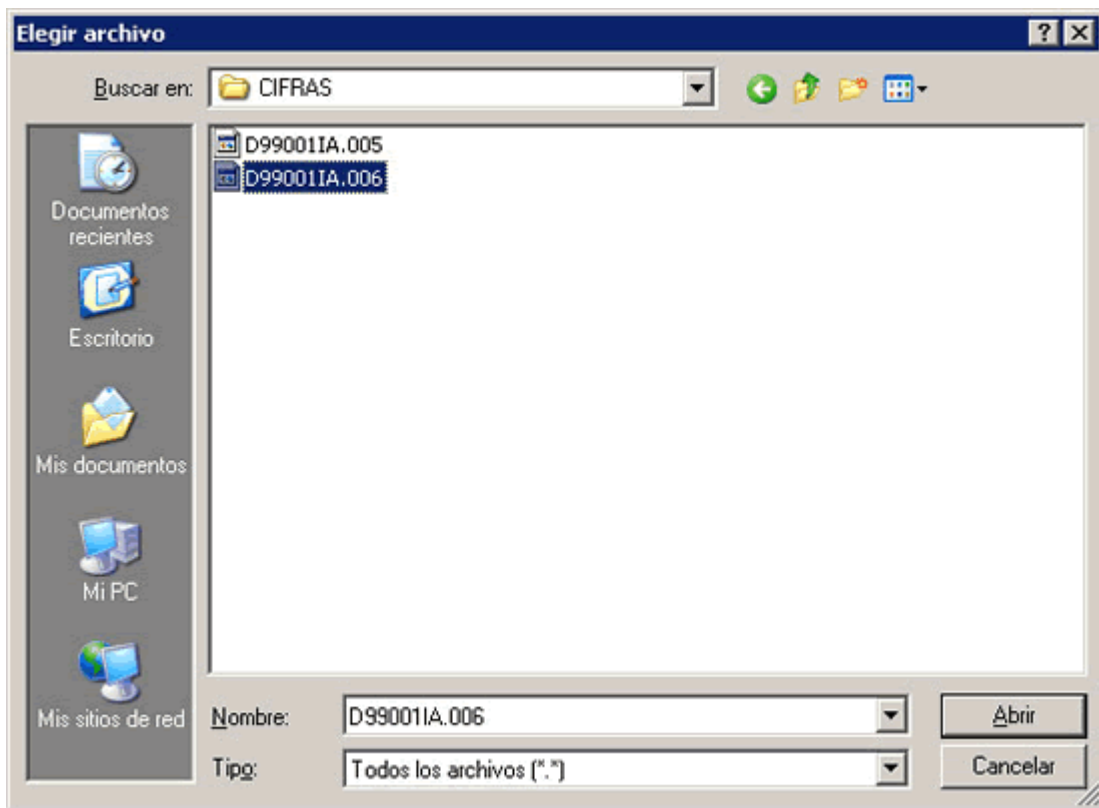 Elegir archivo
Buscar en:
CIFRAS
D99001IA.005
D99001IA.006
Documentos
recientes
Escritorio
Mis documentos
Mi PC
Mis sitios de red
Nombre:
D99001IA.006
Abrir
Tipo:
Todos los archivos (*.*)
Cancelar